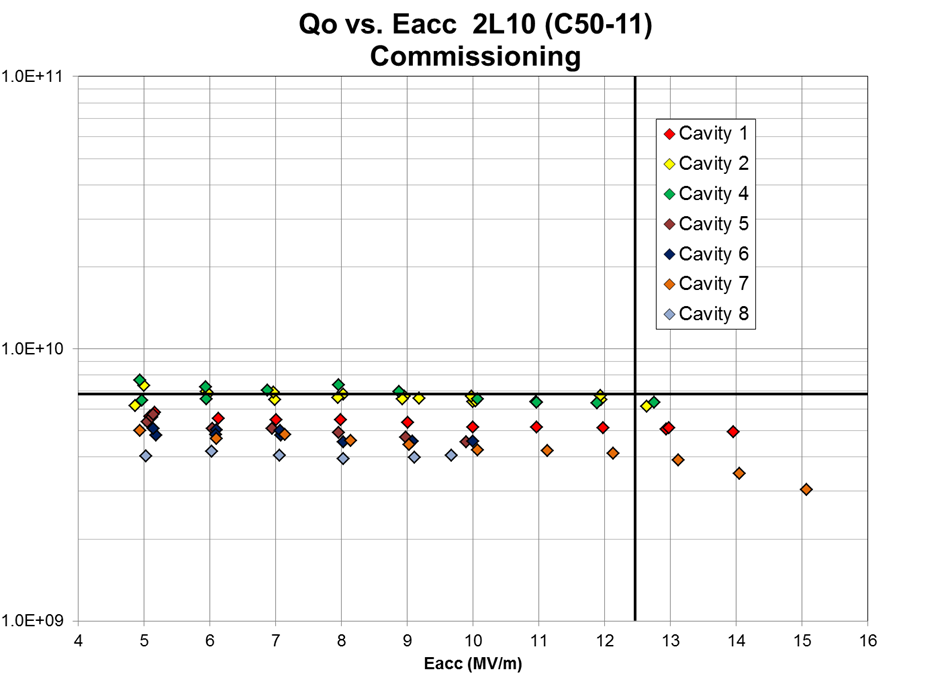 Qo vs. Eacc 2L10 (C50-11)
Commissioning
1.0E+11
Cavity 1
Cavity 2
Cavity 4
Cavity 5
Cavity 6
Cavity 7
Cavity 8
1.0E+10
1.0E+09
4 5 6 7 8 9 10 11 12 13 14 15 16
Eacc (MV/m)